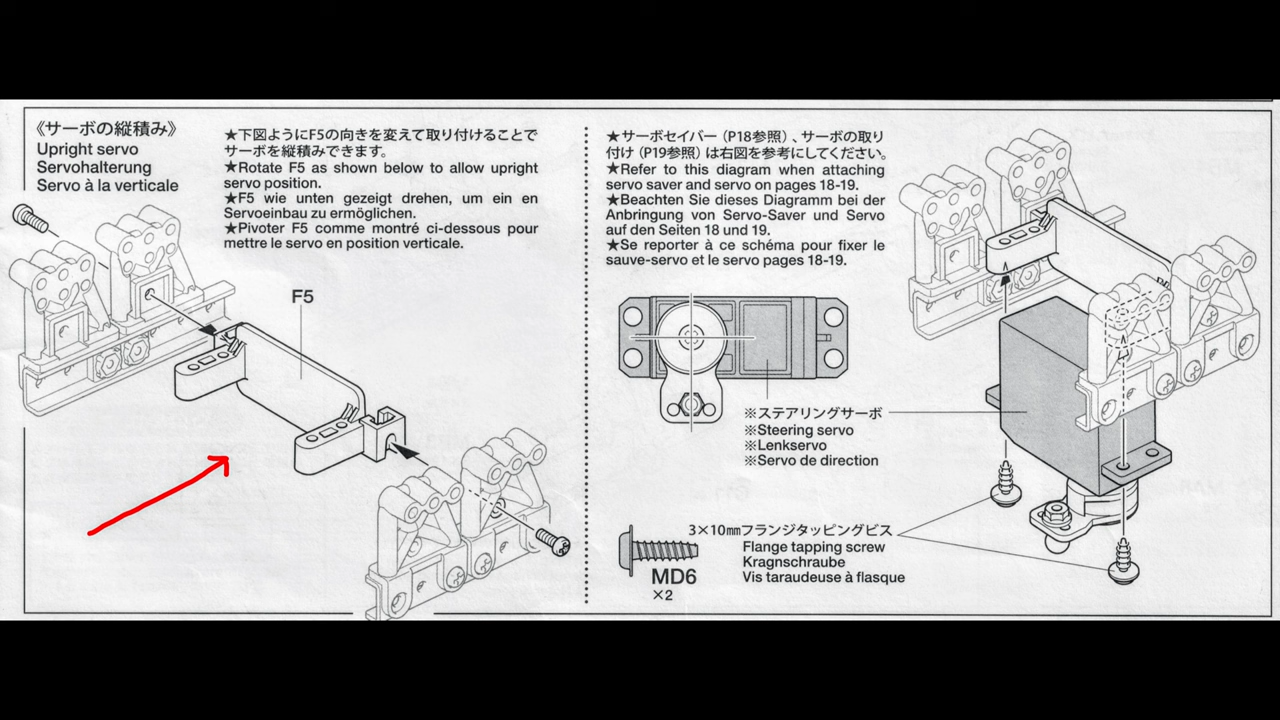 《サーボの縦積み》
Upright servo
Servohalterung
Servo à la verticale
★下図ようにF5の向きを変えて取り付けることで
サーボを縦積みできます。
★Rotate F5 as shown below to allow upright
servo position.
★F5 wie unten gezeigt drehen, um ein en
Servoeinbau zu ermöglichen.
★Pivoter F5 comme montré ci-dessous pour
mettre le servo en position verticale.
F5
★サーボセイバー（P18参照）、サーボの取り
付け（P19参照）は右図を参考にしてください。
★Refer to this diagram when attaching
servo saver and servo on pages 18-19.
★Beachten Sie dieses Diagramm bei der
Anbringung von Servo-Saver und Servo
auf den Seiten 18 und 19.
★Se reporter à ce schéma pour fixer le
sauve-servo et le servo pages 18-19.
※ステアリングサーボ
※Steering servo
※Lenkservo
※Servo de direction
3×10㎜フランジタッピングビス
Flange tapping screw
Kragnschraube
Vis taraudeuse à flasque
MD6
×2